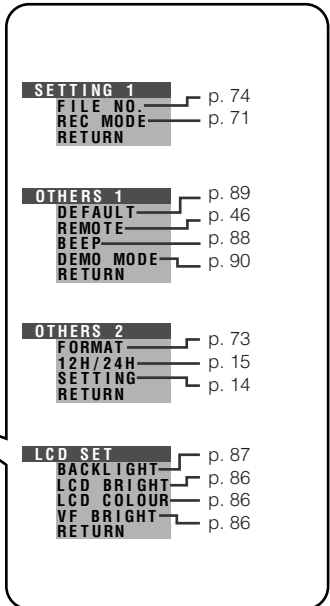 SETTING 1
FILE NO. p. 74
REC MODE p. 71
RETURN
OTHERS 1
DEFAULT p. 89
REMOTE p. 46
BEEP p. 88
DEMO MODE p. 90
RETURN
OTHERS 2
FORMAT p. 73
12H/24H p. 15
SETTING p. 14
RETURN
LCD SET
BACKLIGHT p. 87
LCD BRIGHT p. 86
LCD COLOUR p. 86
VF BRIGHT p. 86
RETURN